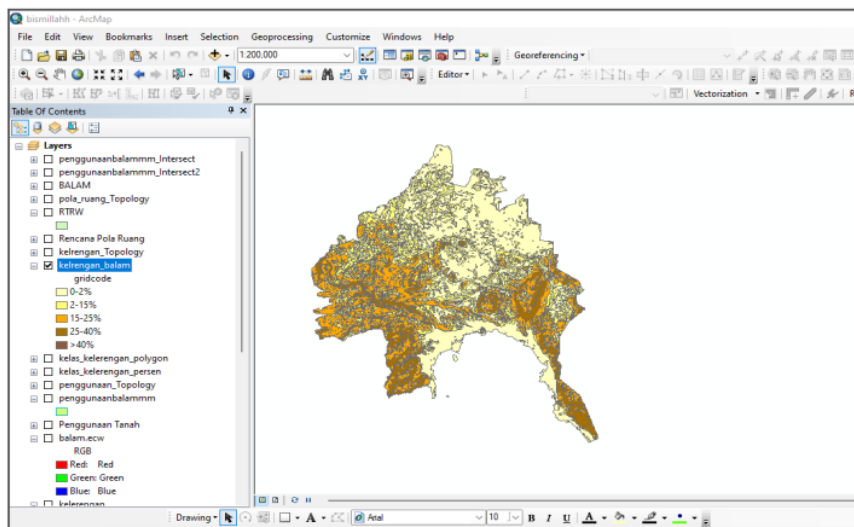 bismillahh - ArcMap
File Edit View Bookmarks Insert Selection Geoprocessing Customize Windows Help
1:200,000 Georeferencing
Editor
Vectorization R
Table Of Contents
Layers
penggunaanbalammm_Intersect
penggunaanbalammm_Intersect2
BALAM
pola_ruang_Topology
RTRW
Rencana Pola Ruang
kelrengan_Topology
kelrengan_balam
gridcode
0-2%
2-15%
15-25%
25-40%
>40%
kelas_kelerengan_polygon
kelas_kelerengan_persen
penggunaan_Topology
penggunaanbalammm
Penggunaan Tanah
balam.ecw
RGB
Red: Red
Green: Green
Blue: Blue
kelerengan
Drawing A Arial 10 B I U A